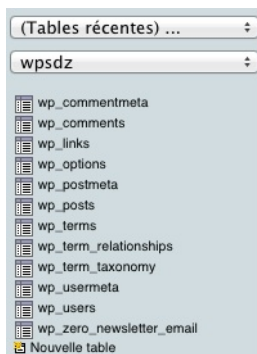 (Tables récentes) ...
wpsdz
wp_commentmeta
wp_comments
wp_links
wp_options
wp_postmeta
wp_posts
wp_terms
wp_term_relationships
wp_term_taxonomy
wp_usermeta
wp_users
wp_zero_newsletter_email
Nouvelle table